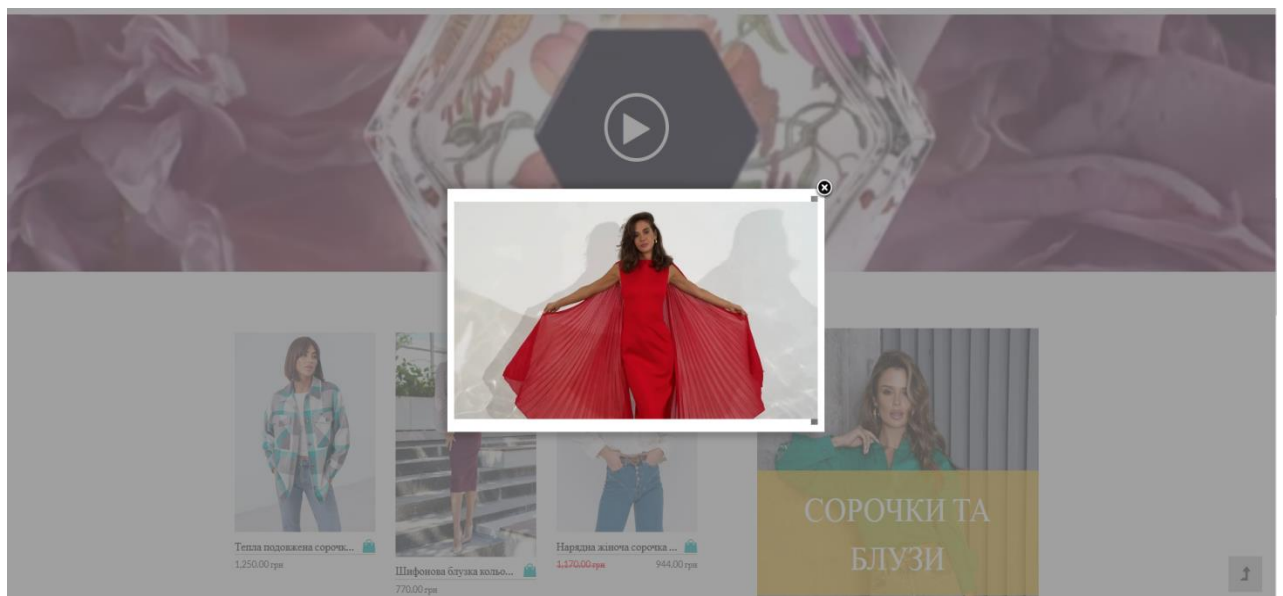 Тепла подовжена сорочк...
1,250.00 грн
Шифонова блузка кольо...
770.00 грн
Нарядна жіноча сорочка ...
1,170.00 грн 944.00 грн
СОРОЧКИ ТА
БЛУЗИ